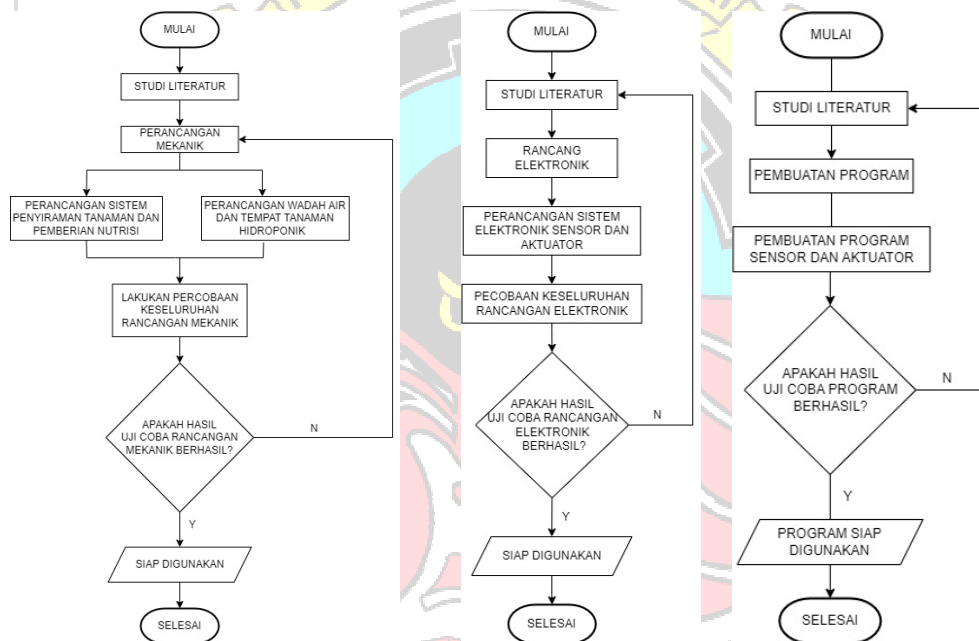 MULAI
STUDI LITERATUR
PERANCANGAN
MEKANIK
PERANCANGAN SISTEM
PENYIRAMAN TANAMAN DAN
PEMBERIAN NUTRISI
PERANCANGAN WADAH AIR
DAN TEMPAT TANAMAN
HIDROPONIK
LAKUKAN PERCOBAAN
KESELURUHAN
RANCANGAN MEKANIK
APAKAH HASIL
UJI COBA RANCANGAN
MEKANIK BERHASIL?
N
Y
SIAP DIGUNAKAN
SELESAI
MULAI
STUDI LITERATUR
RANCANG
ELEKTRONIK
PERANCANGAN SISTEM
ELEKTRONIK SENSOR DAN
AKTUATOR
PECOBAAN KESELURUHAN
RANCANGAN ELEKTRONIK
APAKAH HASIL
UJI COBA RANCANGAN
ELEKTRONIK
BERHASIL?
N
Y
SIAP DIGUNAKAN
SELESAI
MULAI
STUDI LITERATUR
PEMBUATAN PROGRAM
PEMBUATAN PROGRAM
SENSOR DAN AKTUATOR
APAKAH HASIL
UJI COBA PROGRAM
BERHASIL?
N
Y
PROGRAM SIAP
DIGUNAKAN
SELESAI